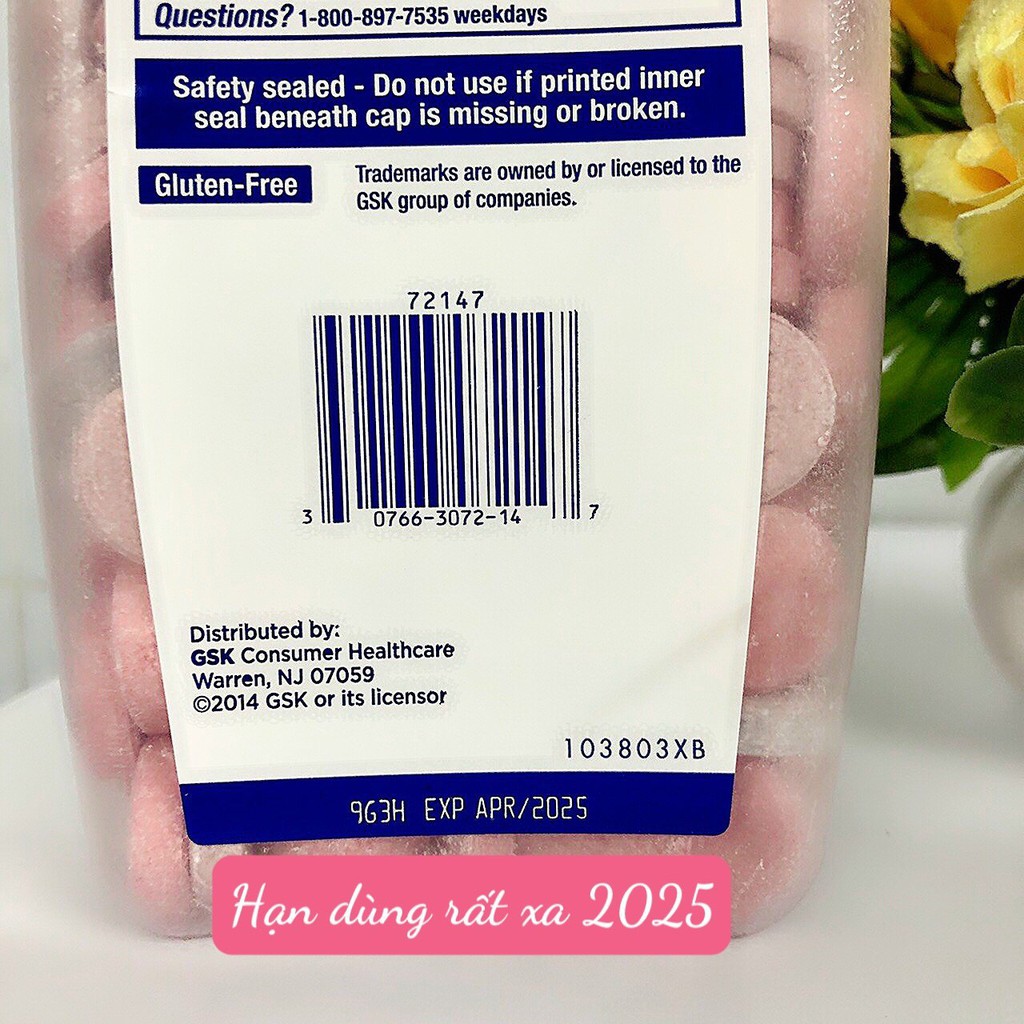 Questions? 1-800-897-7535 weekdays
Safety sealed - Do not use if printed inner
seal beneath cap is missing or broken.
Gluten-Free
Trademarks are owned by or licensed to the
GSK group of companies.
72147
3 0766-3072-14 7
Distributed by:
GSK Consumer Healthcare
Warren, NJ 07059
©2014 GSK or its licensor
103803XB
9G3H EXP APR/2025
Hạn dùng rất xa 2025